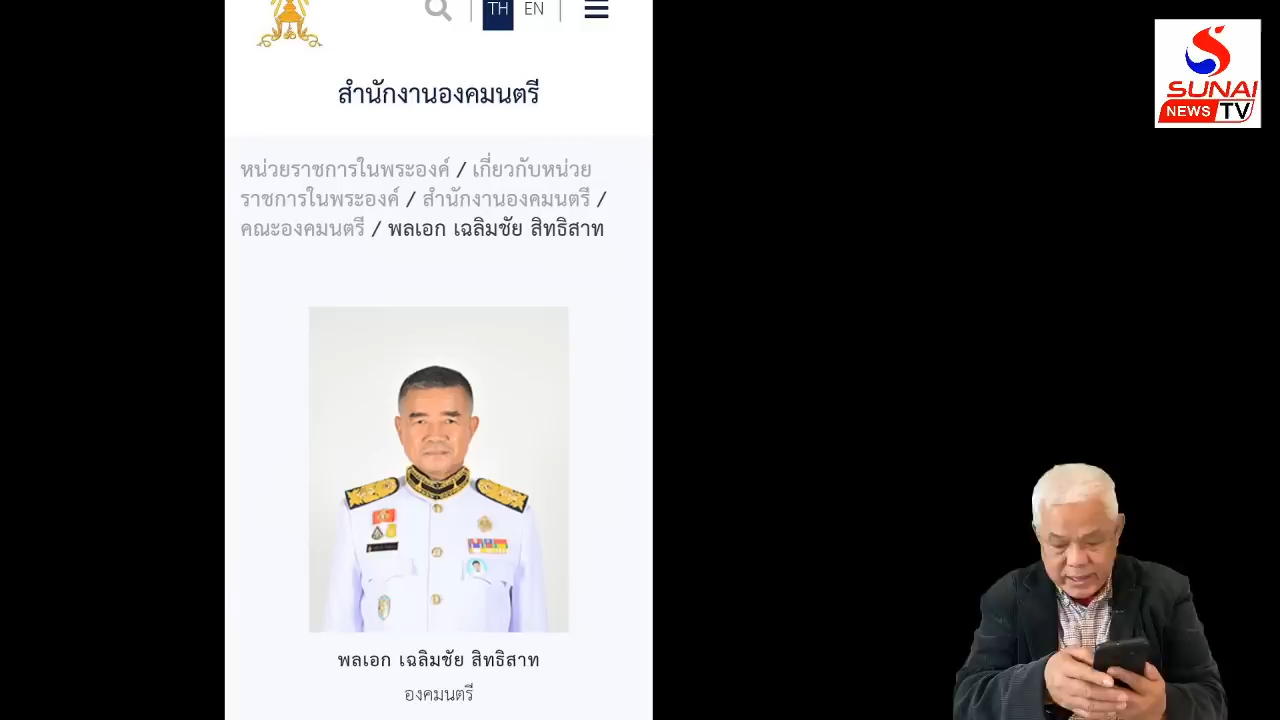 TH
EN
SUNAI
NEWS TV
สำนักงานองคมนตรี
หน่วยราชการในพระองค์ / เกี่ยวกับหน่วย
ราชการในพระองค์ / สำนักงานองคมนตรี /
คณะองคมนตรี / พลเอก เฉลิมชัย สิทธิสาท
พลเอก เฉลิมชัย สิทธิสาท
องคมนตรี